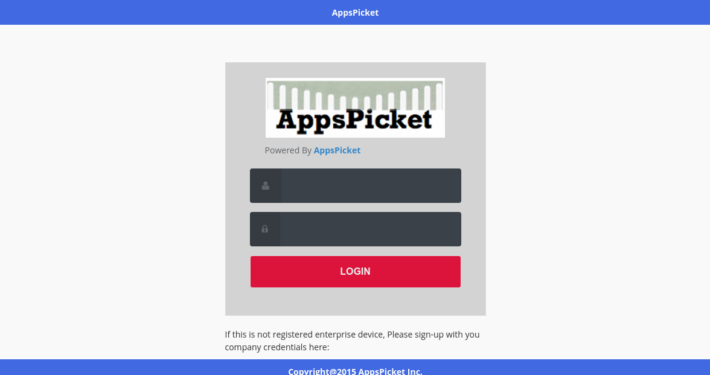 AppsPicket
AppsPicket
Powered By AppsPicket
LOGIN
If this is not registered enterprise device, Please sign-up with you
company credentials here:
Copyright@2015 AppsPicket Inc.